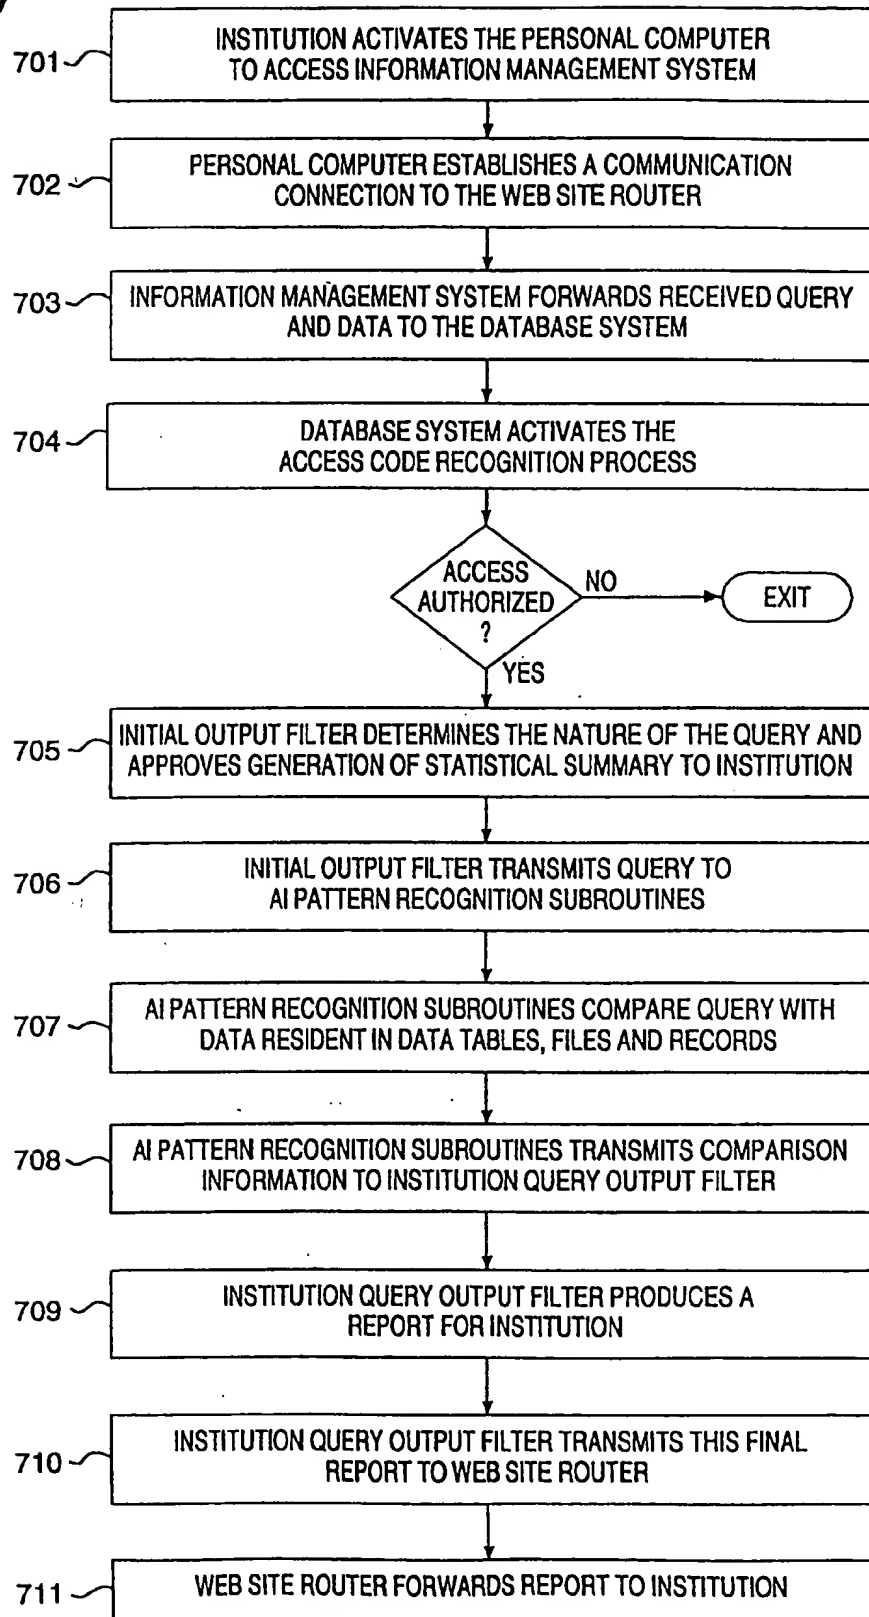 701
INSTITUTION ACTIVATES THE PERSONAL COMPUTER
TO ACCESS INFORMATION MANAGEMENT SYSTEM
702
PERSONAL COMPUTER ESTABLISHES A COMMUNICATION
CONNECTION TO THE WEB SITE ROUTER
703
INFORMATION MANAGEMENT SYSTEM FORWARDS RECEIVED QUERY
AND DATA TO THE DATABASE SYSTEM
704
DATABASE SYSTEM ACTIVATES THE
ACCESS CODE RECOGNITION PROCESS
ACCESS
AUTHORIZED
?
NO
EXIT
YES
705
INITIAL OUTPUT FILTER DETERMINES THE NATURE OF THE QUERY AND
APPROVES GENERATION OF STATISTICAL SUMMARY TO INSTITUTION
706
INITIAL OUTPUT FILTER TRANSMITS QUERY TO
AI PATTERN RECOGNITION SUBROUTINES
707
AI PATTERN RECOGNITION SUBROUTINES COMPARE QUERY WITH
DATA RESIDENT IN DATA TABLES, FILES AND RECORDS
708
AI PATTERN RECOGNITION SUBROUTINES TRANSMITS COMPARISON
INFORMATION TO INSTITUTION QUERY OUTPUT FILTER
709
INSTITUTION QUERY OUTPUT FILTER PRODUCES A
REPORT FOR INSTITUTION
710
INSTITUTION QUERY OUTPUT FILTER TRANSMITS THIS FINAL
REPORT TO WEB SITE ROUTER
711
WEB SITE ROUTER FORWARDS REPORT TO INSTITUTION